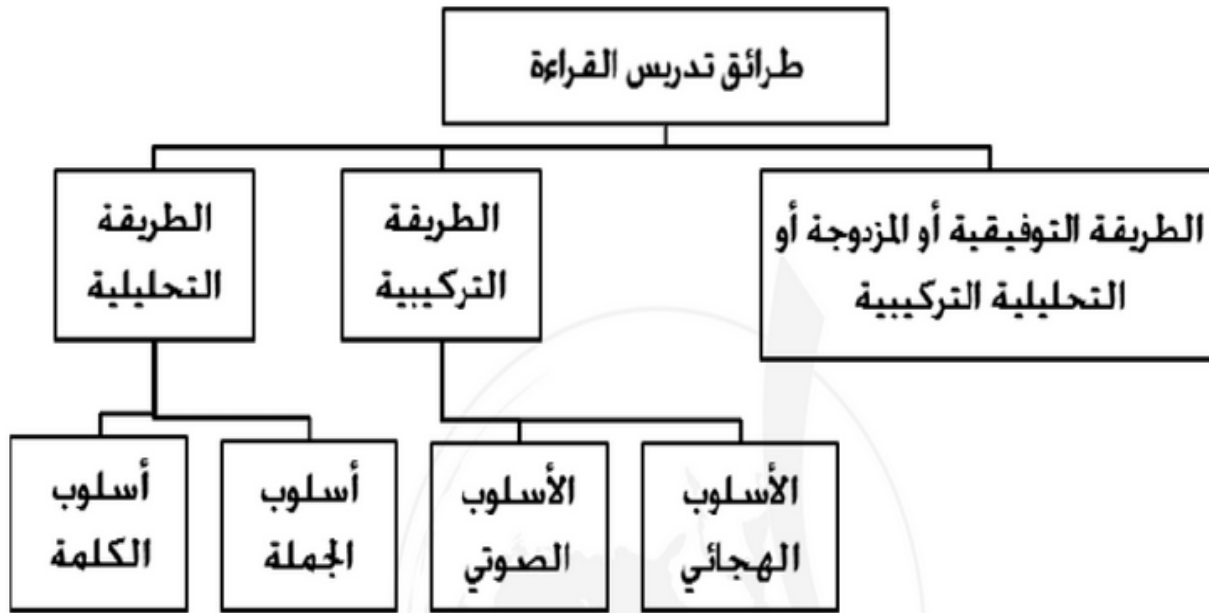 طرائق تدريس القراءة
الطريقة التوفيقية أو المزدوجة أو
التحليلية التركيبية
الطريقة
التركيبية
الطريقة
التحليلية
الأسلوب
الهجائي
الأسلوب
الصوتي
أسلوب
الجملة
أسلوب
الكلمة